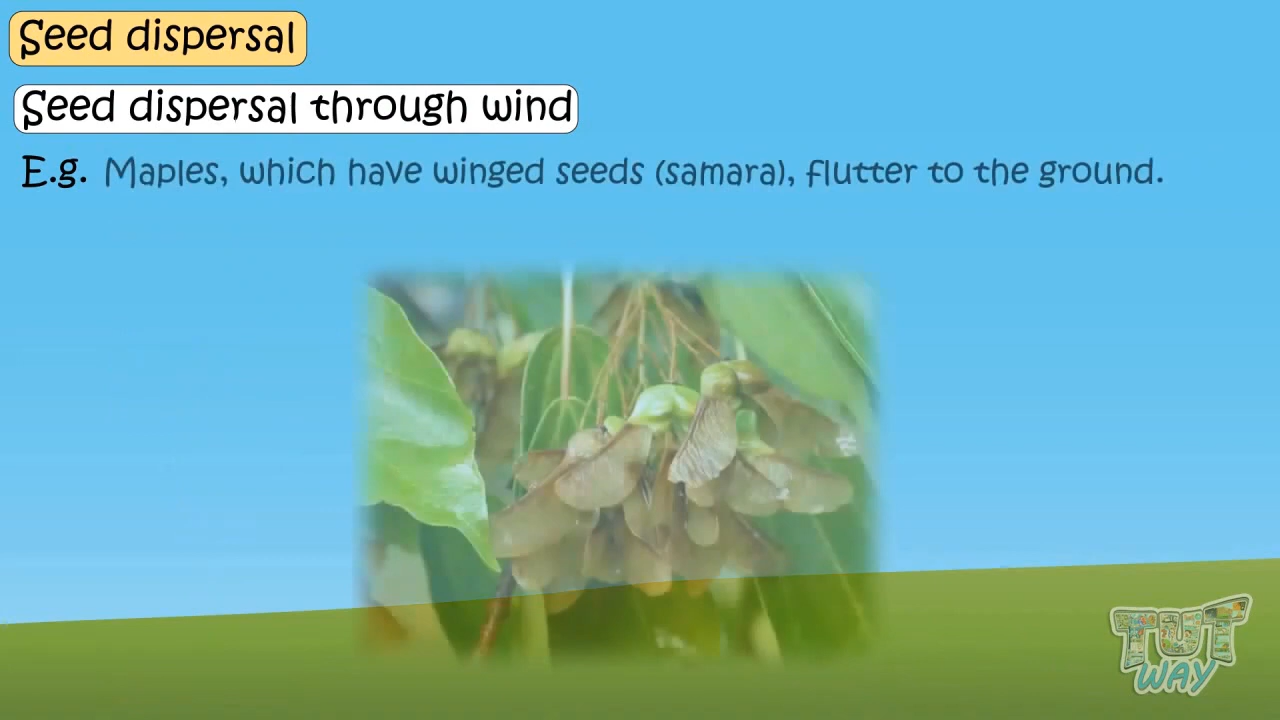 Seed dispersal
Seed dispersal through wind
E.g. Maples, which have winged seeds (samara), flutter to the ground.
TUT
WAY